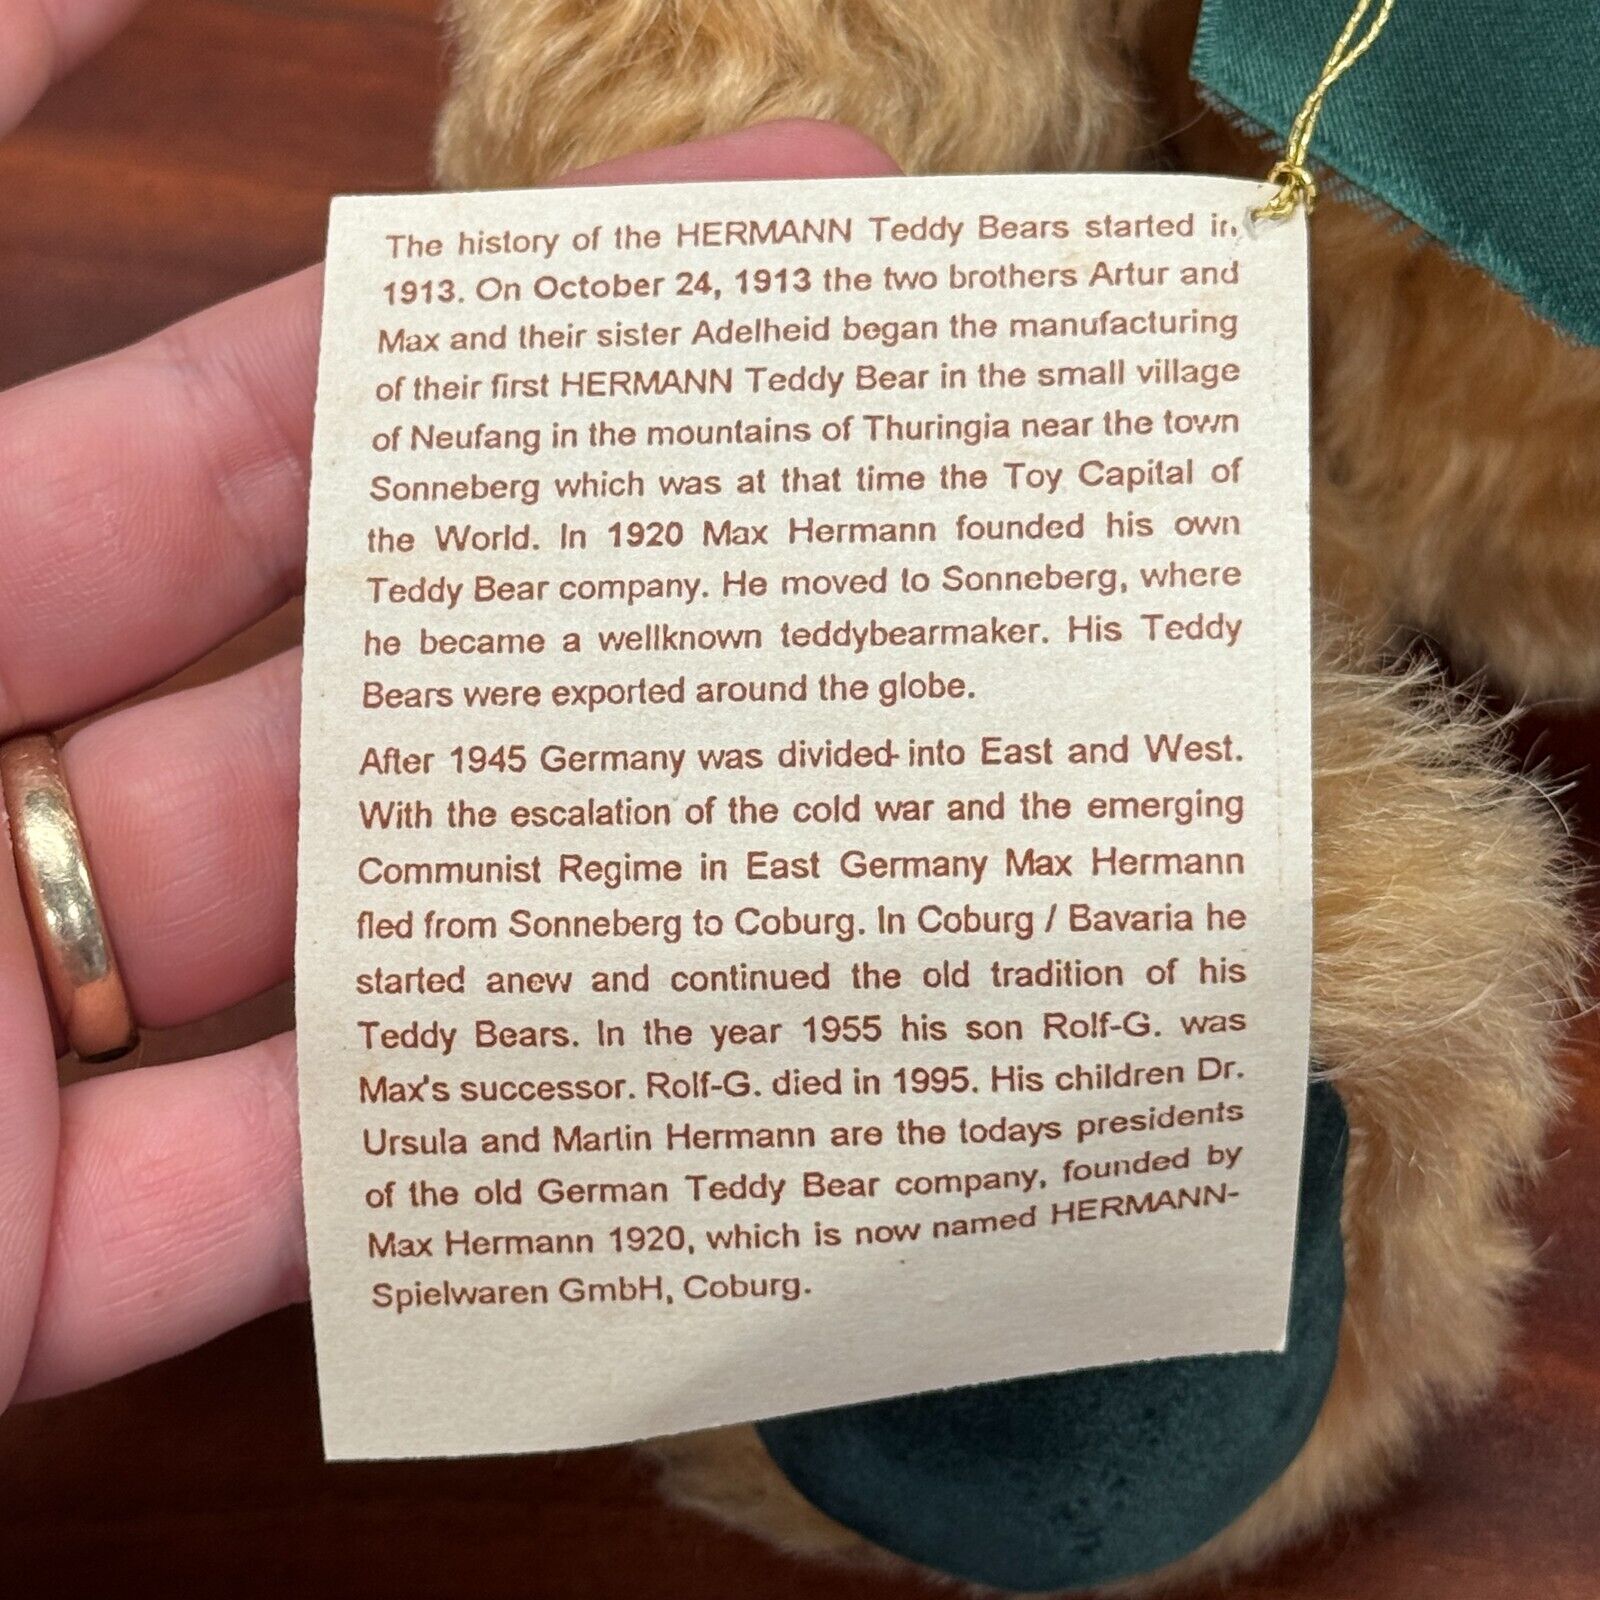 The history of the HERMANN Teddy Bears started in
1913. On October 24, 1913 the two brothers Artur and
Max and their sister Adelheid began the manufacturing
of their first HERMANN Teddy Bear in the small village
of Neufang in the mountains of Thuringia near the town
Sonneberg which was at that time the Toy Capital of
the World. In 1920 Max Hermann founded his own
Teddy Bear company. He moved to Sonneberg, where
he became a wellknown teddybearmaker. His Teddy
Bears were exported around the globe.
After 1945 Germany was divided into East and West.
With the escalation of the cold war and the emerging
Communist Regime in East Germany Max Hermann
fled from Sonneberg to Coburg. In Coburg / Bavaria he
started anew and continued the old tradition of his
Teddy Bears. In the year 1955 his son Rolf-G. was
Max's successor. Rolf-G. died in 1995. His children Dr.
Ursula and Martin Hermann are the todays presidents
of the old German Teddy Bear company, founded by
Max Hermann 1920, which is now named HERMANN-
Spielwaren GmbH, Coburg.